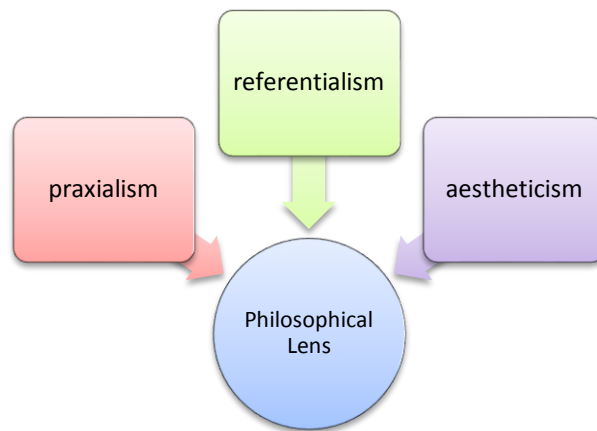 referentialism
praxialism
aestheticism
Philosophical
Lens